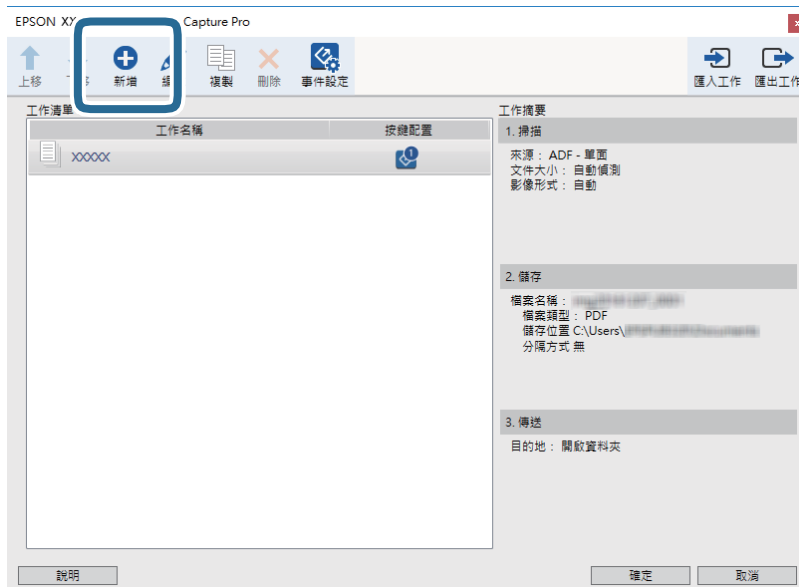 EPSON XX Capture Pro
上移 新增 複製 刪除 事件設定 匯入工作 匯出工作
工作清單
工作名稱 按鍵配置
XXXXX 1
工作摘要
1. 掃描
來源： ADF - 單面
文件大小： 自動偵測
影像形式： 自動
2. 儲存
檔案名稱：
檔案類型： PDF
儲存位置 C:\Users\
分隔方式 無
3. 傳送
目的地： 開啟資料夾
說明 確定 取消